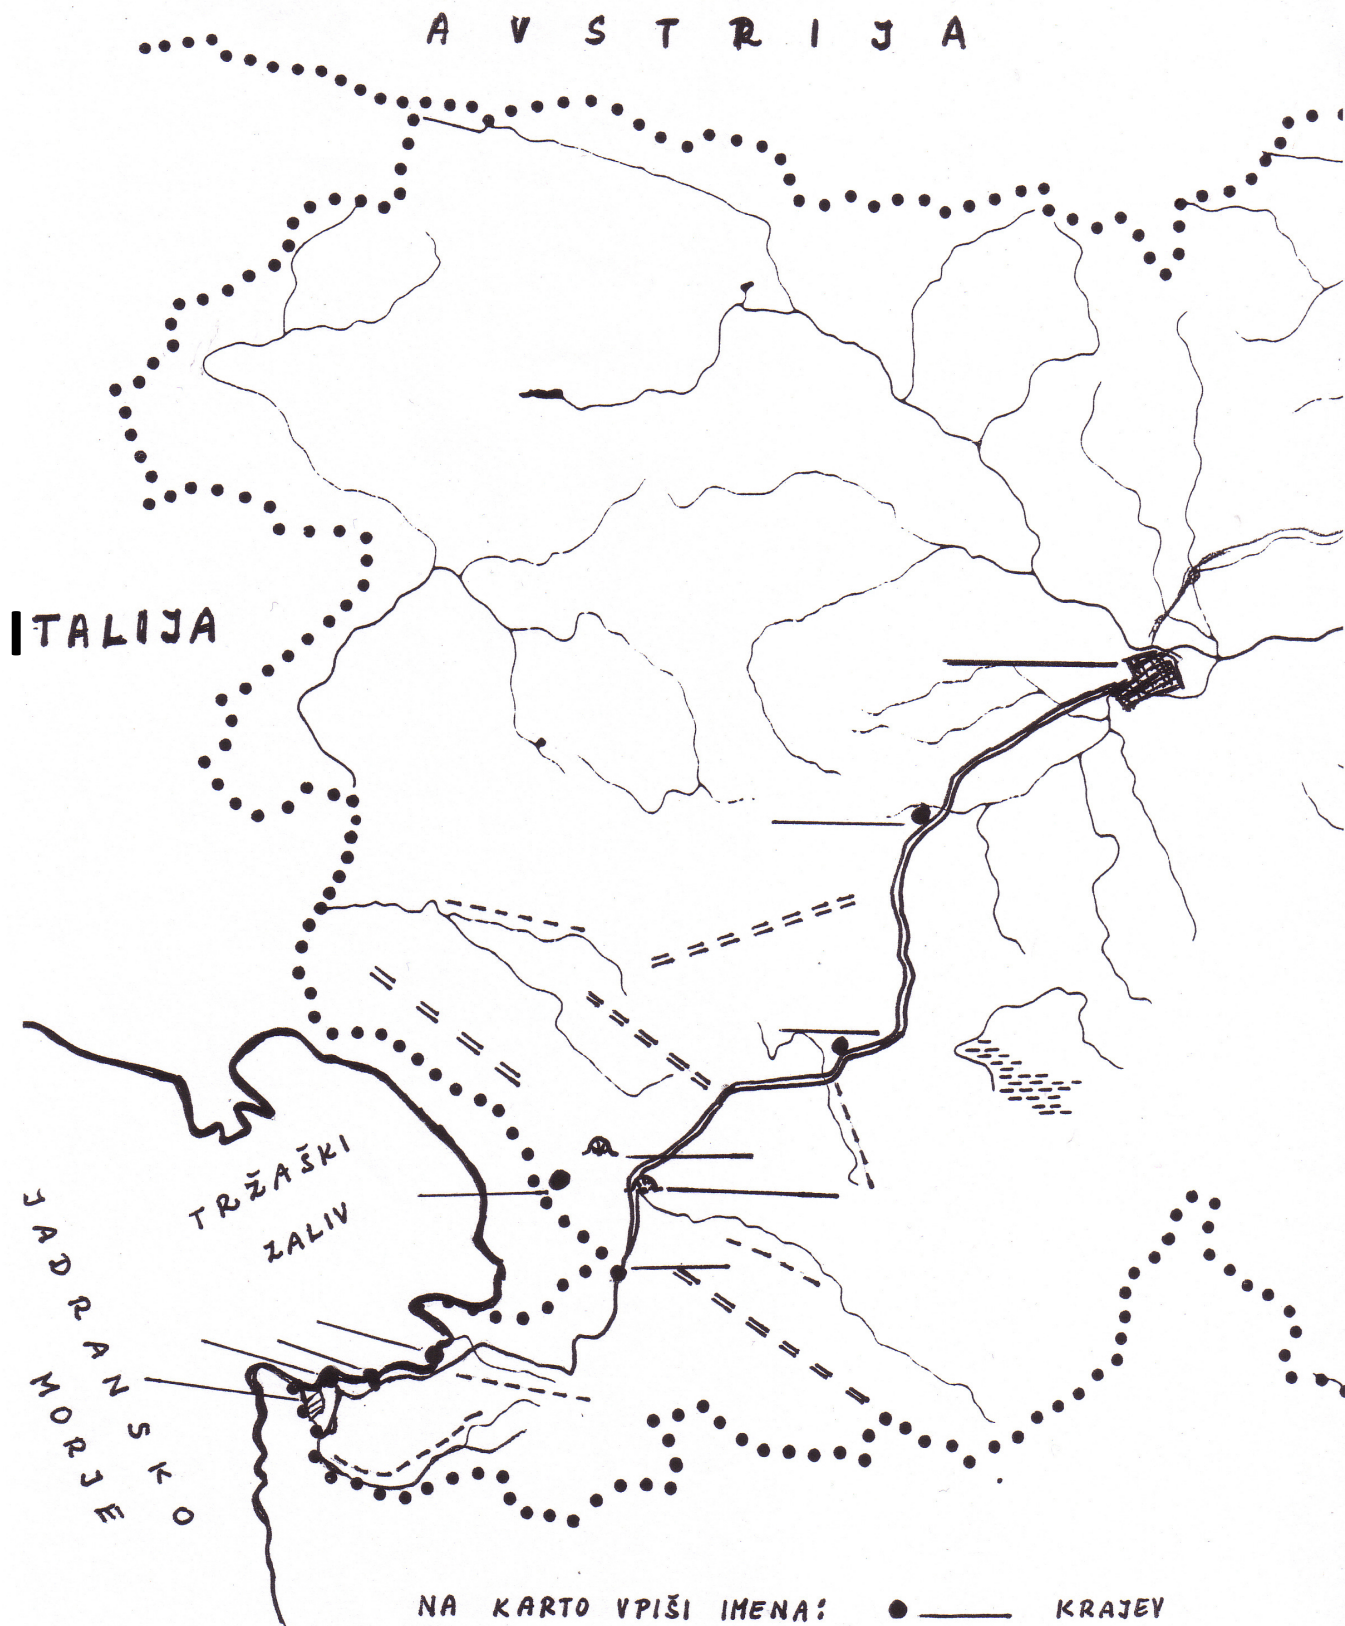 AVSTRIJA
ITALIJA
TRŽAŠKI
ZALIV
JADRANSKO
MORJE
NA KARTO VPIŠI IMENA: KRAJEV